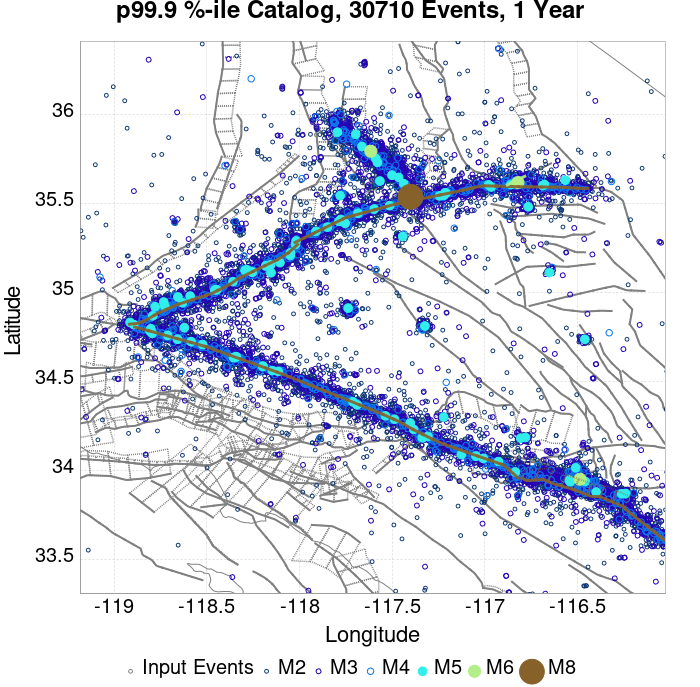 p99.9 %-ile Catalog, 30710 Events, 1 Year
Latitude
36
35.5
35
34.5
34
33.5
-119 -118.5 -118 -117.5 -117 -116.5
Longitude
Input Events M2 M3 M4 M5 M6 M8